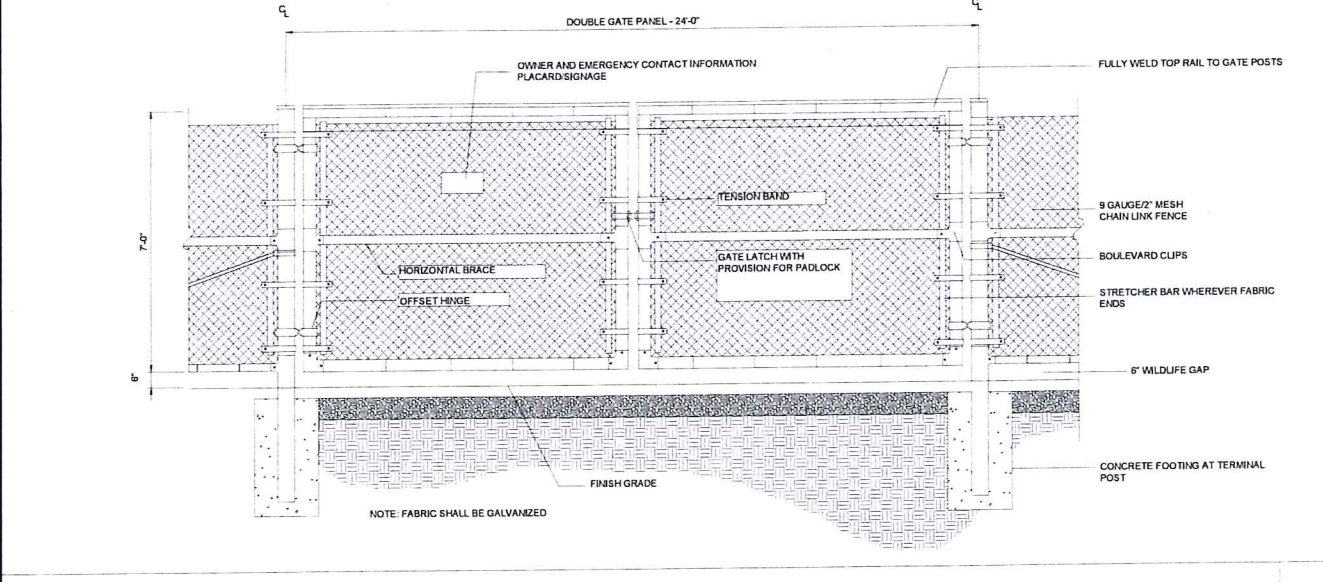 ℄
℄
DOUBLE GATE PANEL - 24'-0"
OWNER AND EMERGENCY CONTACT INFORMATION
PLACARD/SIGNAGE
FULLY WELD TOP RAIL TO GATE POSTS
TENSION BAND
9 GAUGE/2" MESH
CHAIN LINK FENCE
7'-0"
GATE LATCH WITH
PROVISION FOR PADLOCK
BOULEVARD CLIPS
HORIZONTAL BRACE
OFFSET HINGE
STRETCHER BAR WHEREVER FABRIC
ENDS
6"
6" WILDLIFE GAP
CONCRETE FOOTING AT TERMINAL
POST
FINISH GRADE
NOTE: FABRIC SHALL BE GALVANIZED